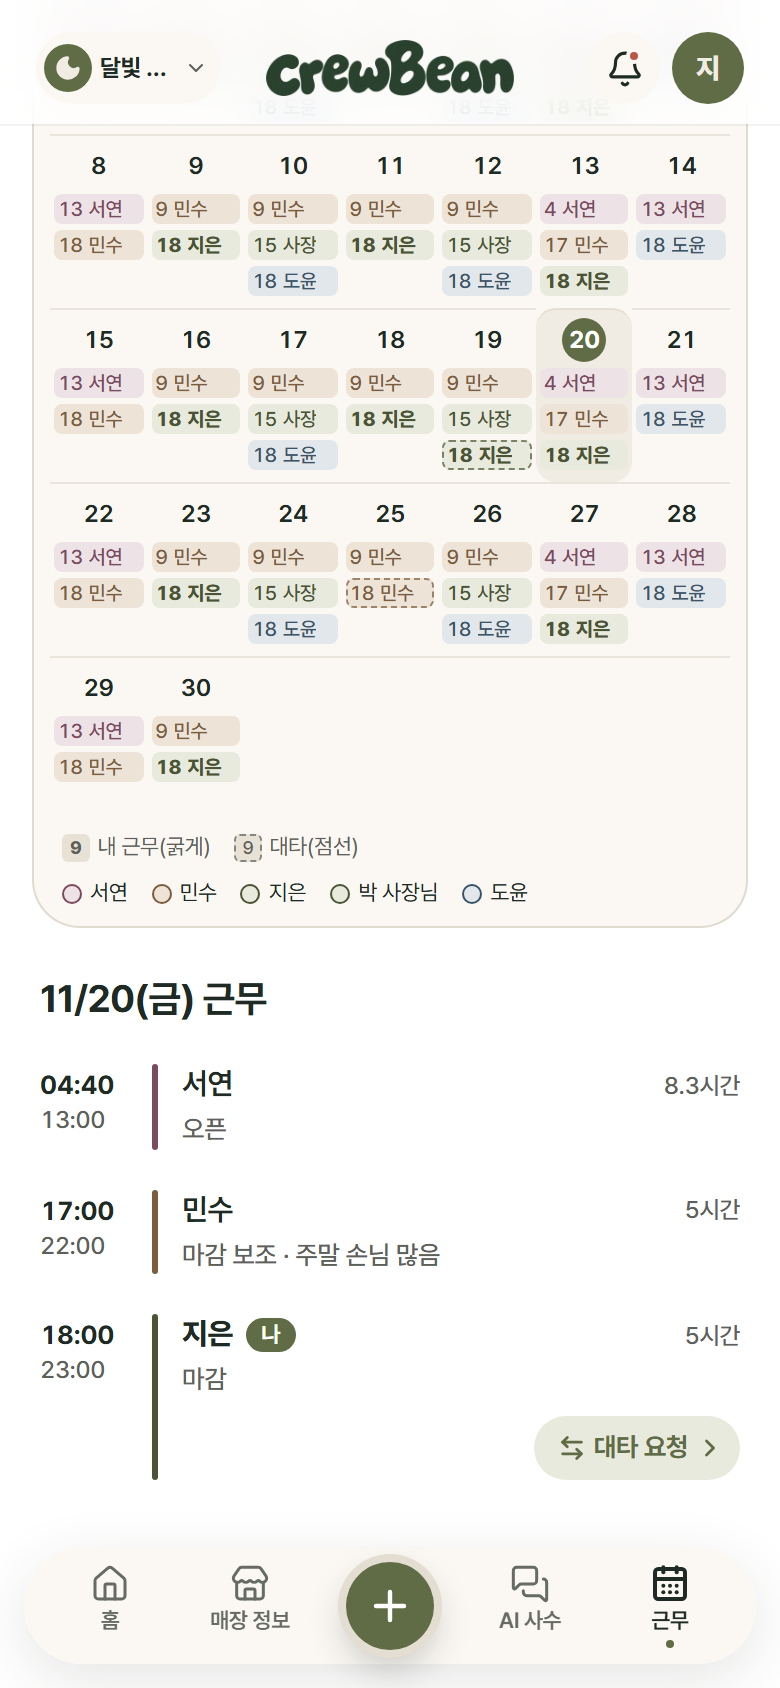 달빛 ...
CrewBean
지
18 도윤 18 도윤 18 지은
8 9 10 11 12 13 14
13 서연 9 민수 9 민수 9 민수 9 민수 4 서연 13 서연
18 민수 18 지은 15 사장 18 지은 15 사장 17 민수 18 도윤
18 도윤 18 도윤 18 지은
15 16 17 18 19 20 21
13 서연 9 민수 9 민수 9 민수 9 민수 4 서연 13 서연
18 민수 18 지은 15 사장 18 지은 15 사장 17 민수 18 도윤
18 도윤 18 지은 18 지은
22 23 24 25 26 27 28
13 서연 9 민수 9 민수 9 민수 9 민수 4 서연 13 서연
18 민수 18 지은 15 사장 18 민수 15 사장 17 민수 18 도윤
18 도윤 18 도윤 18 지은
29 30
13 서연 9 민수
18 민수 18 지은
9 내 근무(굵게) 9 대타(점선)
서연 민수 지은 박 사장님 도윤
11/20(금) 근무
04:40 서연 8.3시간
13:00 오픈
17:00 민수 5시간
22:00 마감 보조 · 주말 손님 많음
18:00 지은 나 5시간
23:00 마감
대타 요청
홈 매장 정보 AI 사수 근무